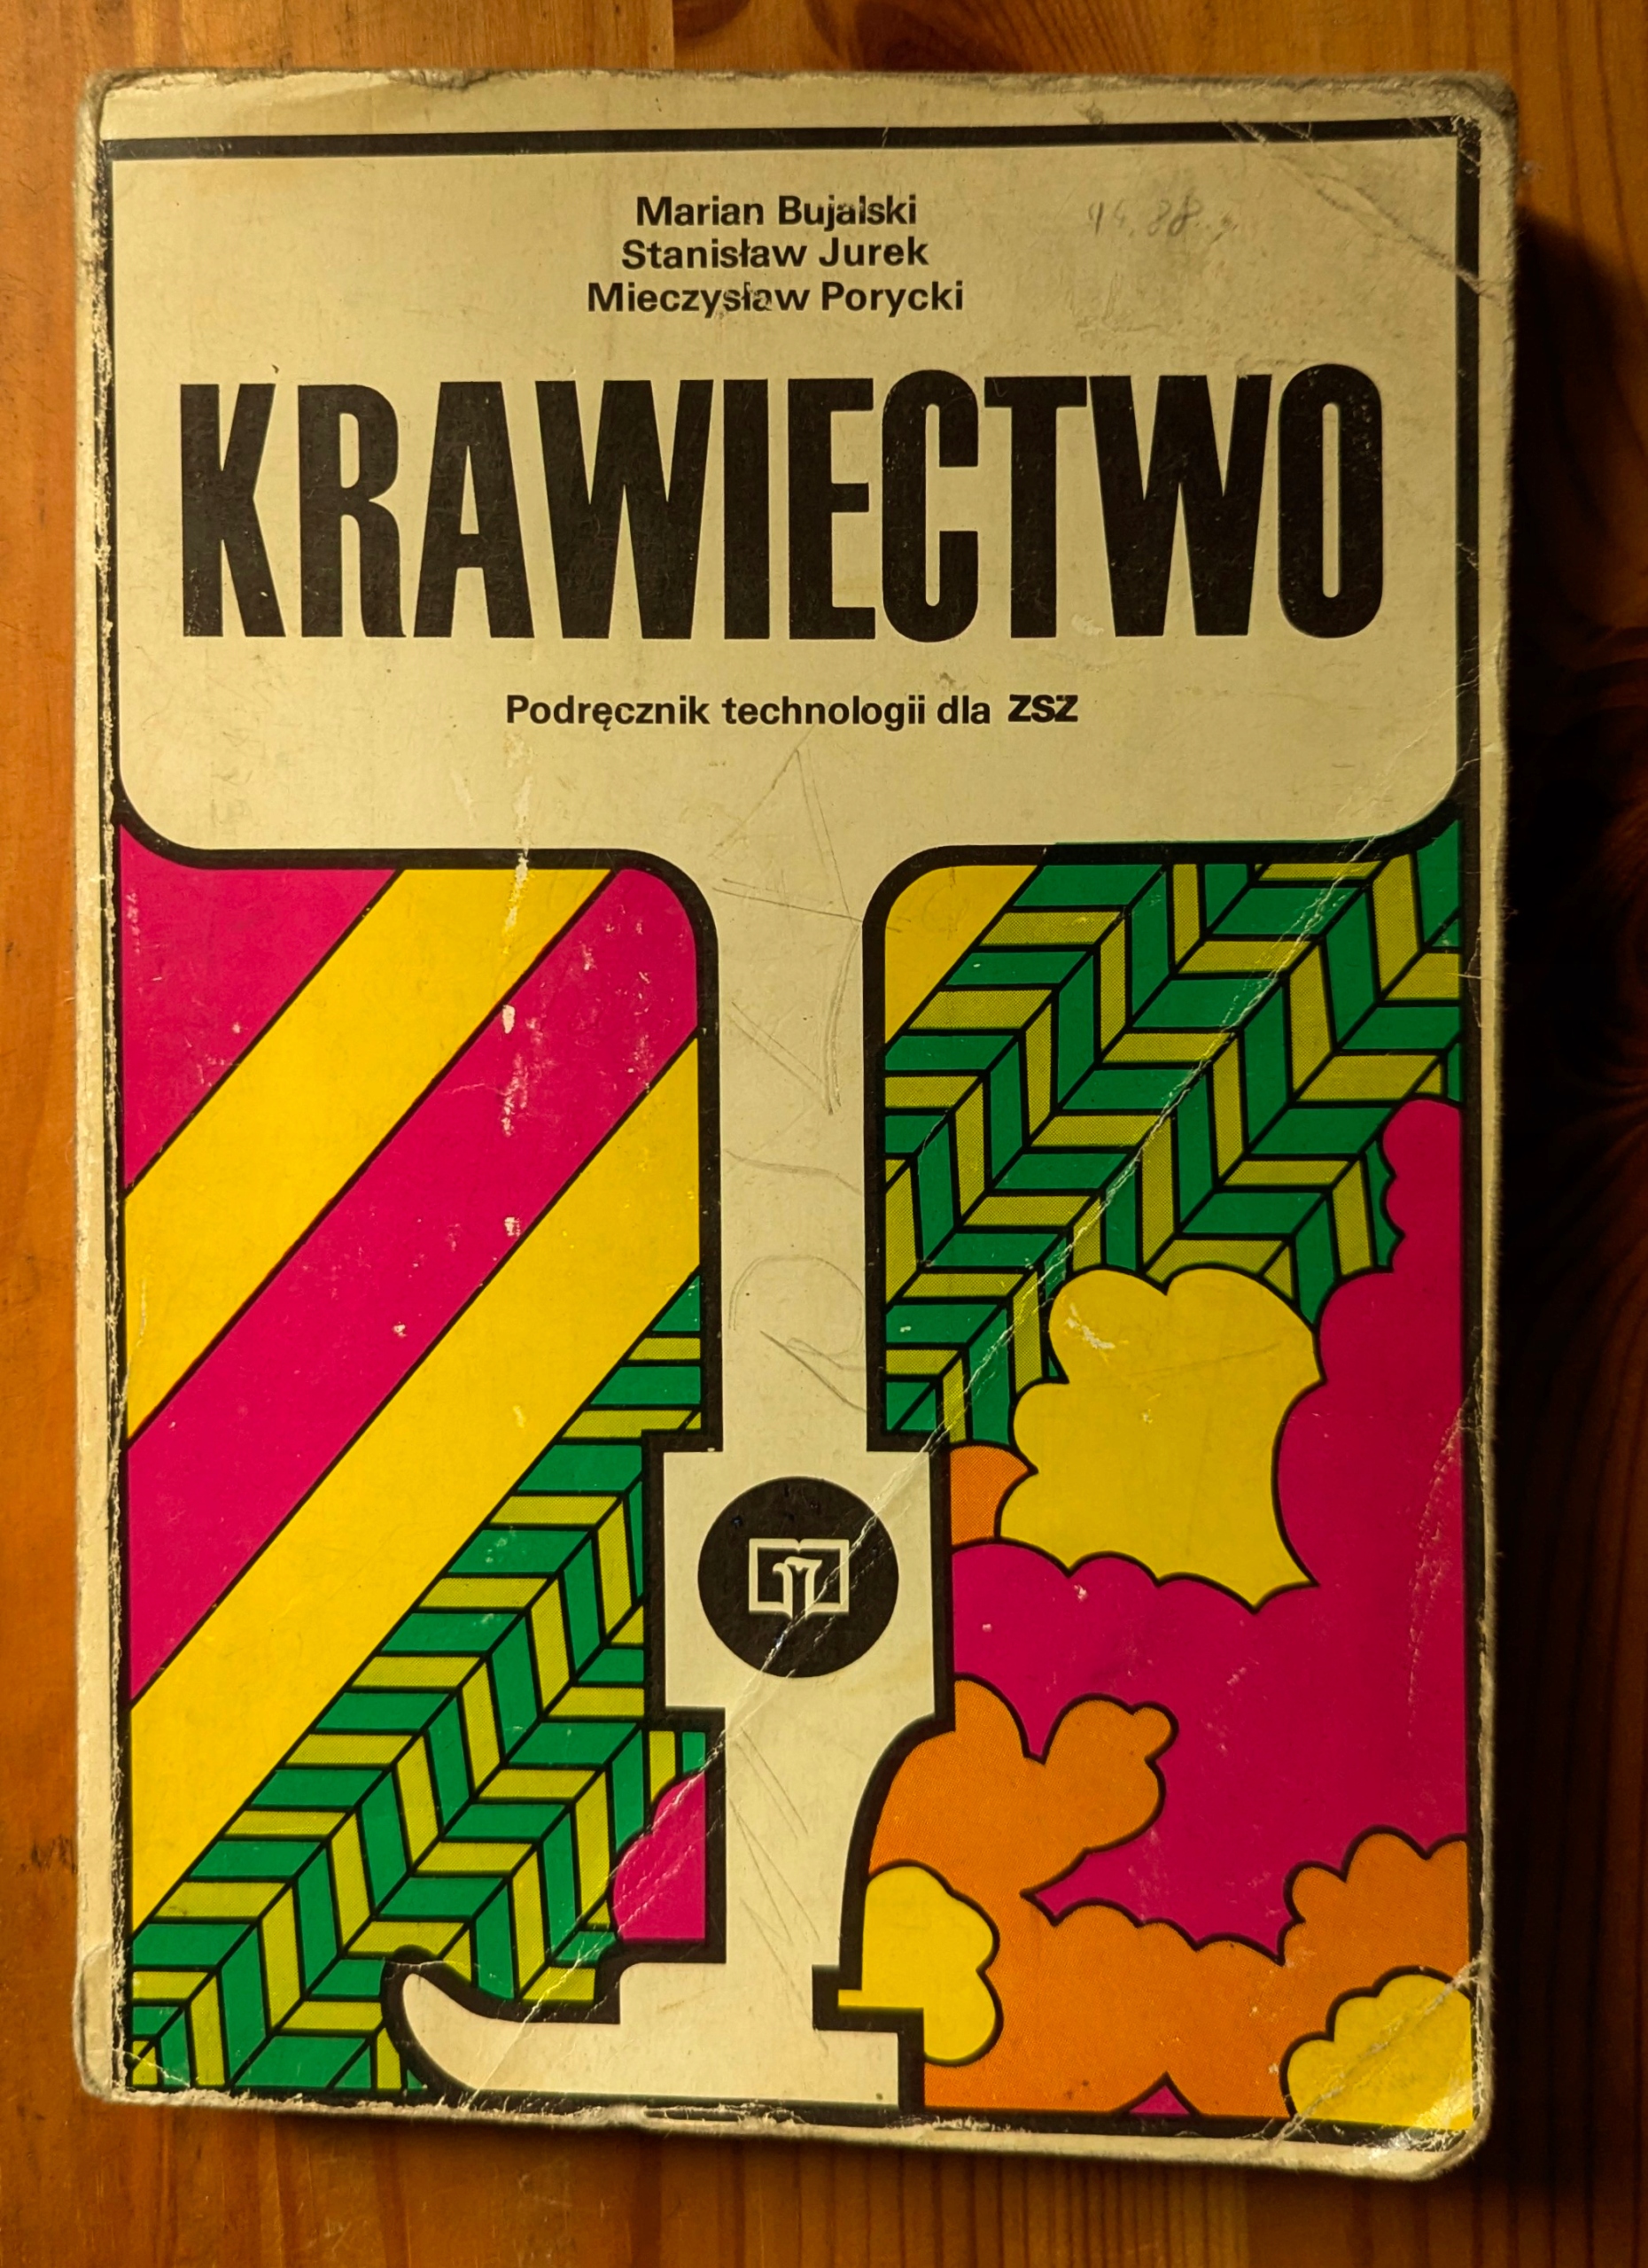 Marian Bujalski
Stanisław Jurek
Mieczysław Porycki
KRAWIECTWO
Podręcznik technologii dla ZSZ